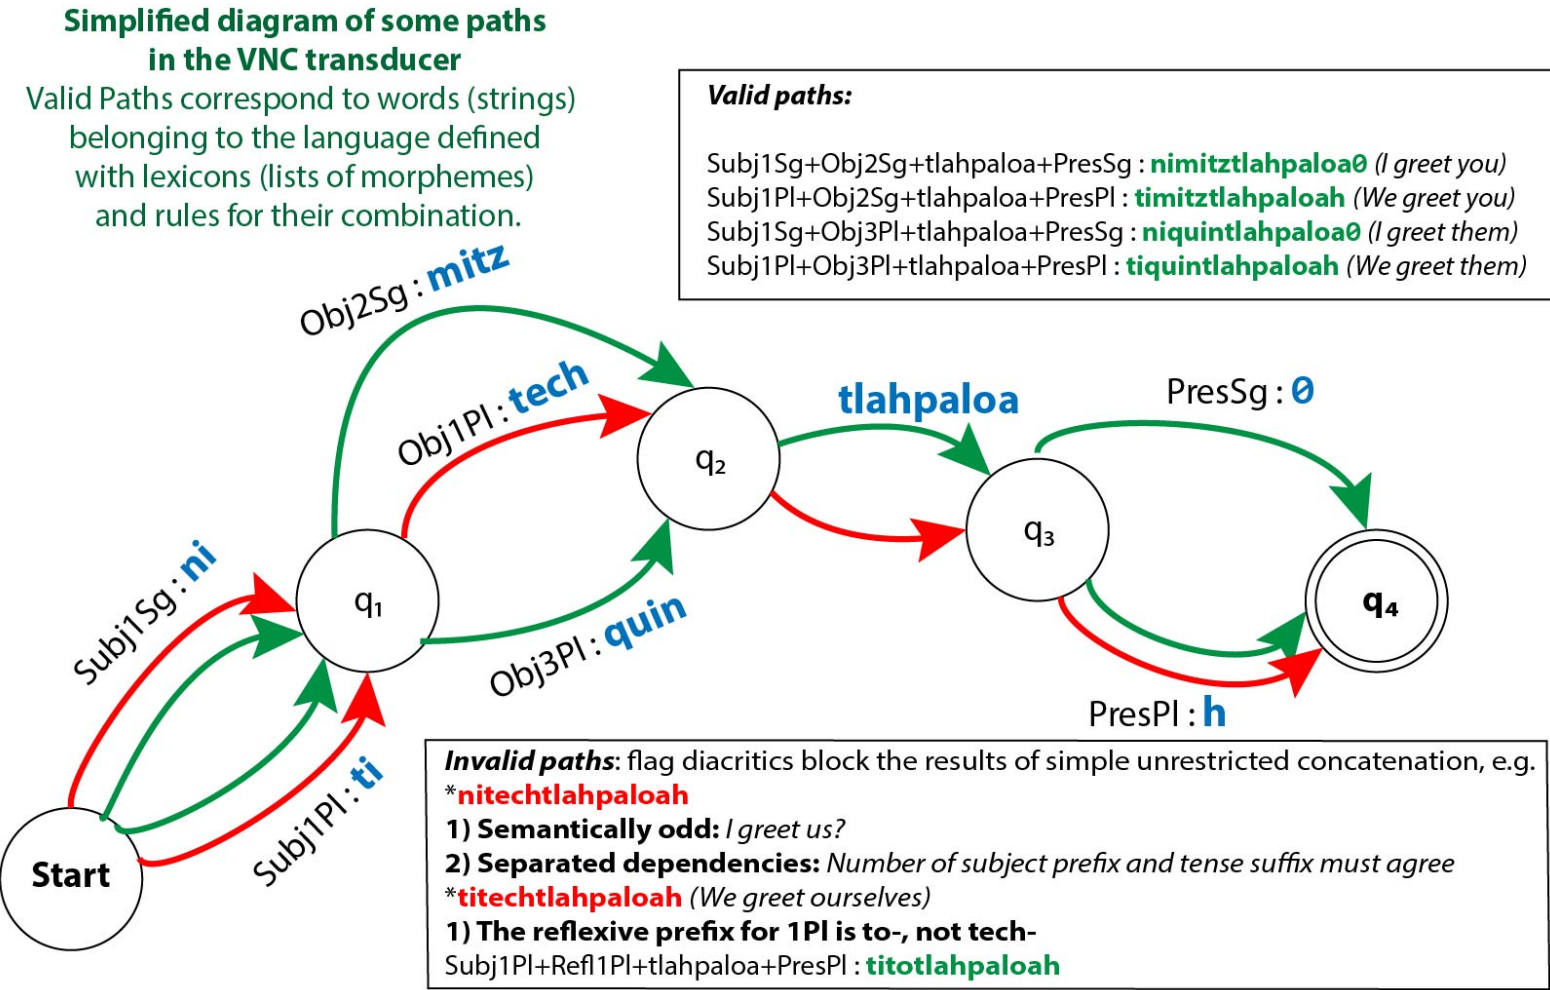 Simplified diagram of some paths
in the VNC transducer
Valid Paths correspond to words (strings)
belonging to the language defined
with lexicons (lists of morphemes)
and rules for their combination.
Valid paths:
Subj1Sg+Obj2Sg+tlahpaloa+PresSg : nimitztlahpaloa0 (I greet you)
Subj1Pl+Obj2Sg+tlahpaloa+PresPl : timitztlahpaloah (We greet you)
Subj1Sg+Obj3Pl+tlahpaloa+PresSg : niquintlahpaloa0 (I greet them)
Subj1Pl+Obj3Pl+tlahpaloa+PresPl : tiquintlahpaloah (We greet them)
Obj2Sg : mitz
Obj1Pl : tech
tlahpaloa
PresSg : 0
q₂
q₃
Subj1Sg : ni
q₁
q₄
Obj3Pl : quin
PresPl : h
Subj1Pl : ti
Start
Invalid paths: flag diacritics block the results of simple unrestricted concatenation, e.g.
*nitechtlahpaloah
1) Semantically odd: I greet us?
2) Separated dependencies: Number of subject prefix and tense suffix must agree
*titechtlahpaloah (We greet ourselves)
1) The reflexive prefix for 1Pl is to-, not tech-
Subj1Pl+Refl1Pl+tlahpaloa+PresPl : titotlahpaloah